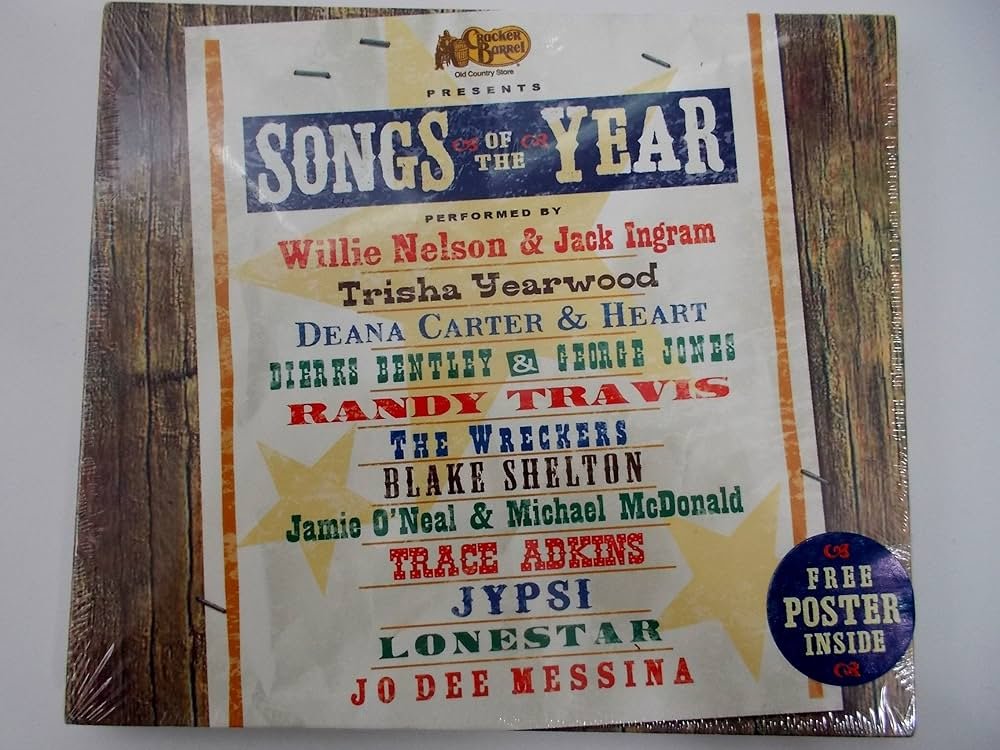 Cracker
Barrel
Old Country Store
PRESENTS
SONGS OF THE YEAR
PERFORMED BY
Willie Nelson & Jack Ingram
Trisha Yearwood
DEANA CARTER & HEART
DIERKS BENTLEY & GEORGE JONES
RANDY TRAVIS
THE WRECKERS
BLAKE SHELTON
Jamie O'Neal & Michael McDonald
TRACE ADKINS
JYPSI
LONESTAR
JO DEE MESSINA
FREE
POSTER
INSIDE